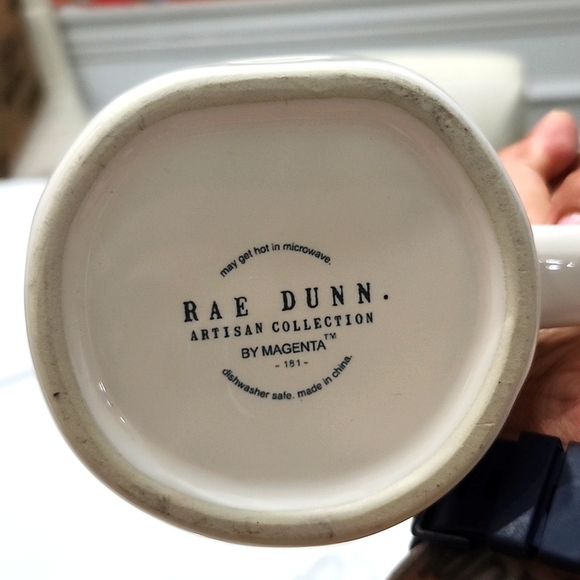 may get hot in microwave.
RAE DUNN.
ARTISAN COLLECTION
BY MAGENTA™
- 181 -
dishwasher safe. made in china.